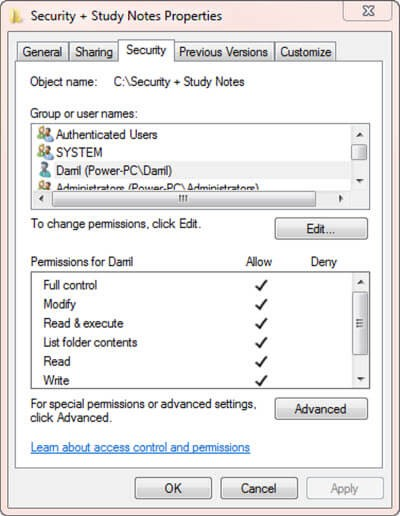 Security + Study Notes Properties
General Sharing Security Previous Versions Customize
Object name: C:\Security + Study Notes
Group or user names:
Authenticated Users
SYSTEM
Darril (Power-PC\Darril)
Administrators (Power-PC\Administrators)
To change permissions, click Edit.
Edit...
Permissions for Darril Allow Deny
Full control
Modify
Read & execute
List folder contents
Read
Write
For special permissions or advanced settings,
click Advanced.
Advanced
Learn about access control and permissions
OK Cancel Apply